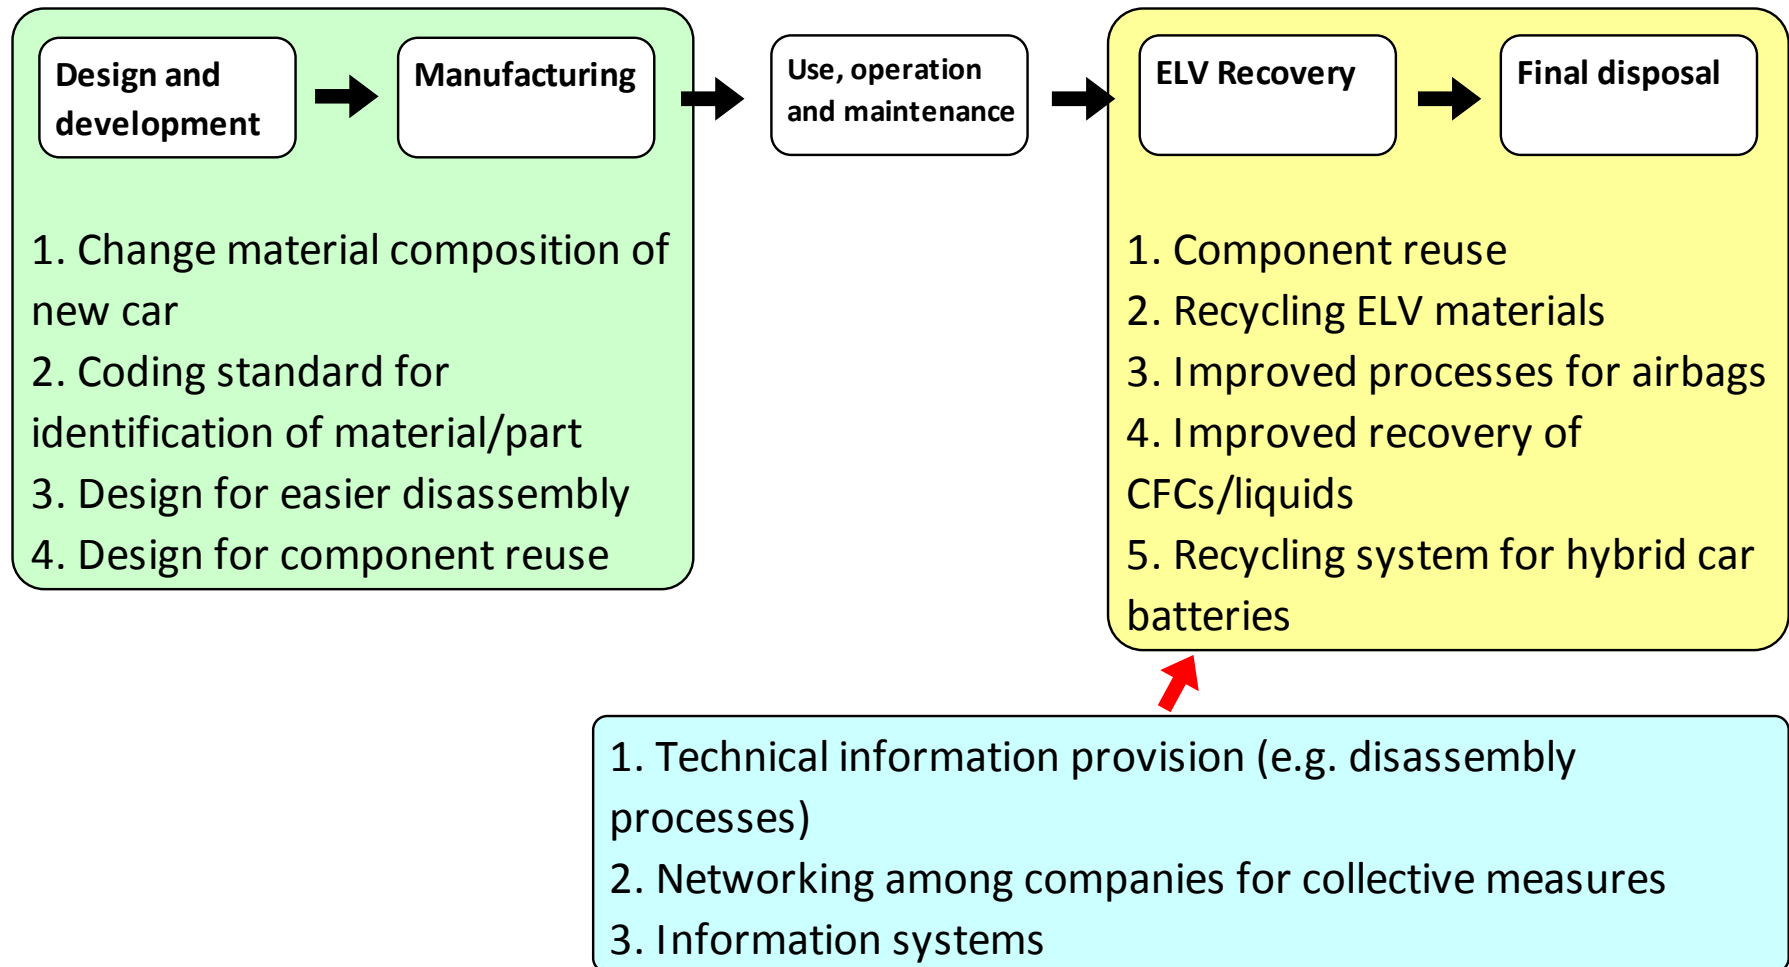 Design and
development
Manufacturing
Use, operation
and maintenance
ELV Recovery
Final disposal
1. Change material composition of
new car
2. Coding standard for
identification of material/part
3. Design for easier disassembly
4. Design for component reuse
1. Component reuse
2. Recycling ELV materials
3. Improved processes for airbags
4. Improved recovery of
CFCs/liquids
5. Recycling system for hybrid car
batteries
1. Technical information provision (e.g. disassembly
processes)
2. Networking among companies for collective measures
3. Information systems